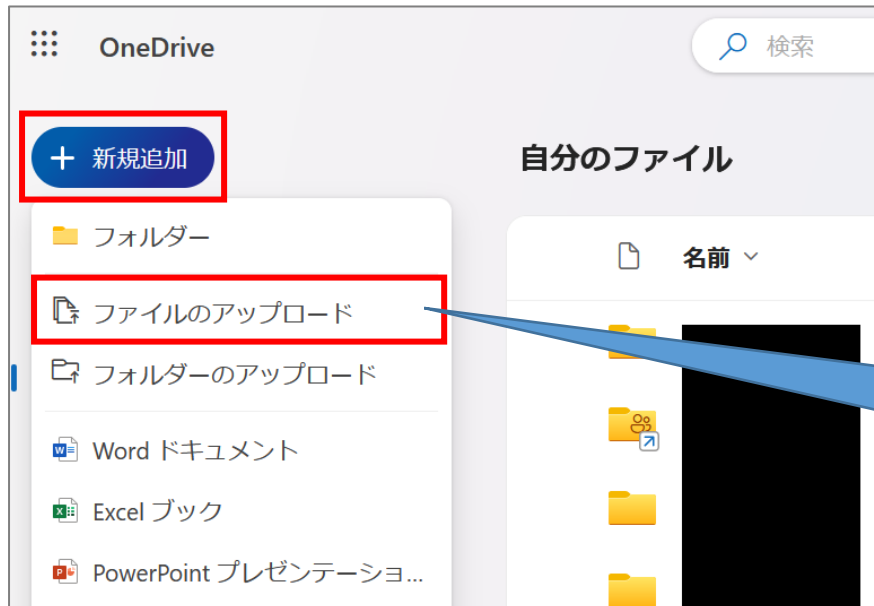 OneDrive
検索
新規追加
自分のファイル
フォルダー
名前
ファイルのアップロード
フォルダーのアップロード
Word ドキュメント
Excel ブック
PowerPoint プレゼンテーショ...